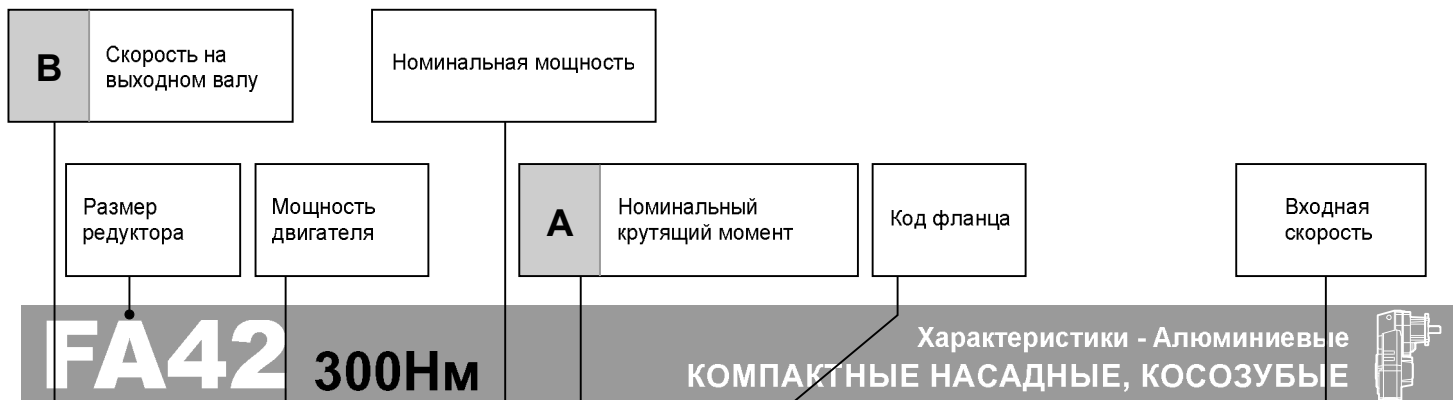 B
Скорость на
выходном валу
Номинальная мощность
Размер
редуктора
Мощность
двигателя
A
Номинальный
крутящий момент
Код фланца
Входная
скорость
FA42
300Нм
Характеристики - Алюминиевые
КОМПАКТНЫЕ НАСАДНЫЕ, КОСОЗУБЫЕ